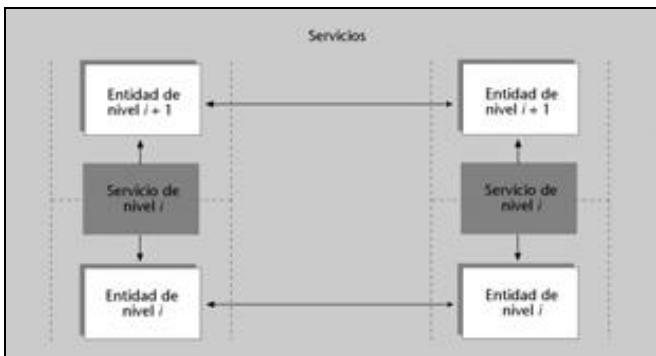 Servicios
Entidad de
nivel i + 1
Entidad de
nivel i + 1
Servicio de
nivel i
Servicio de
nivel i
Entidad de
nivel i
Entidad de
nivel i